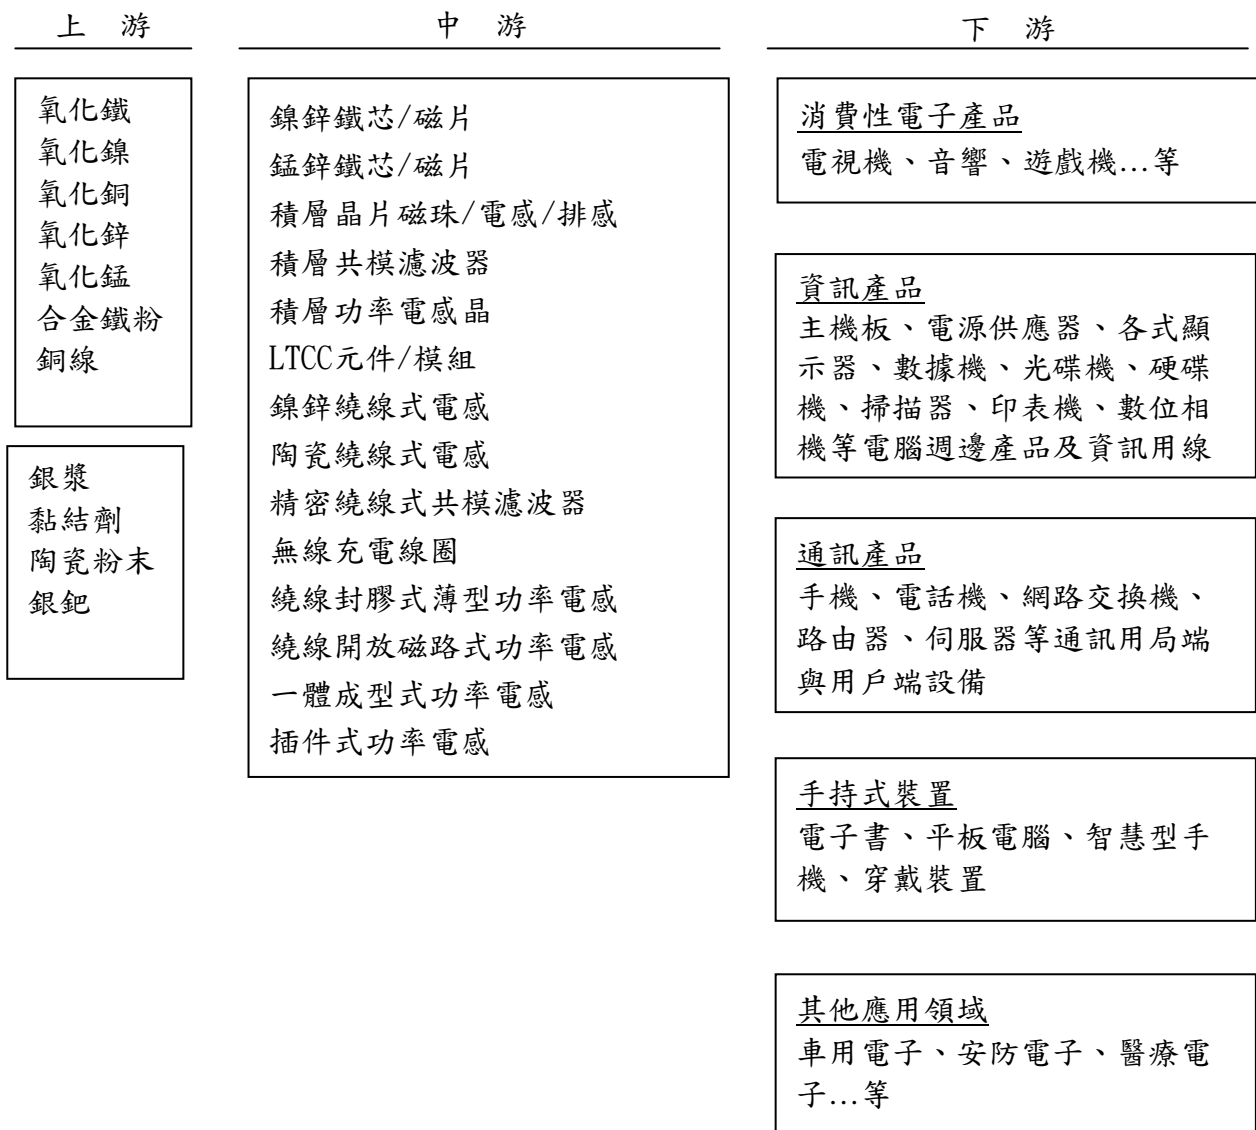 上 游
中 游
下 游
氧化鐵
氧化鎳
氧化銅
氧化鋅
氧化錳
合金鐵粉
銅線
銀漿
黏結劑
陶瓷粉末
銀鈀
鎳鋅鐵芯/磁片
錳鋅鐵芯/磁片
積層晶片磁珠/電感/排感
積層共模濾波器
積層功率電感晶
LTCC元件/模組
鎳鋅繞線式電感
陶瓷繞線式電感
精密繞線式共模濾波器
無線充電線圈
繞線封膠式薄型功率電感
繞線開放磁路式功率電感
一體成型式功率電感
插件式功率電感
消費性電子產品
電視機、音響、遊戲機...等
資訊產品
主機板、電源供應器、各式顯
示器、數據機、光碟機、硬碟
機、掃描器、印表機、數位相
機等電腦週邊產品及資訊用線
通訊產品
手機、電話機、網路交換機、
路由器、伺服器等通訊用局端
與用戶端設備
手持式裝置
電子書、平板電腦、智慧型手
機、穿戴裝置
其他應用領域
車用電子、安防電子、醫療電
子...等